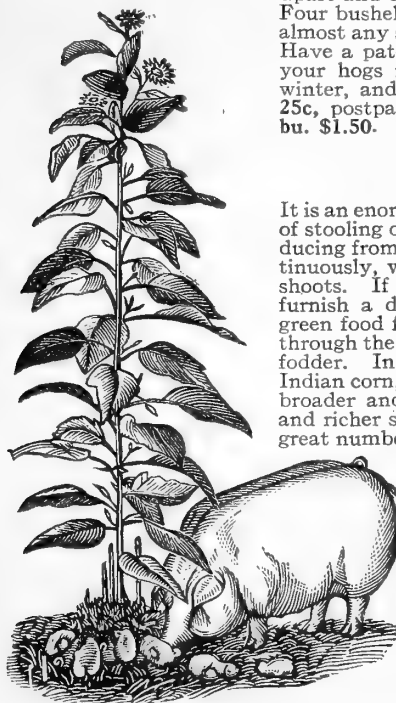 Four bushel
almost any
Have a pat
your hogs
winter, and
25c, postpa
bu. $1.50.
It is an enor
of stooling o
ducing from
tinuously, w
shoots. If
furnish a d
green food f
through the
fodder. In
Indian corn,
broader and
and richer s
great numbe